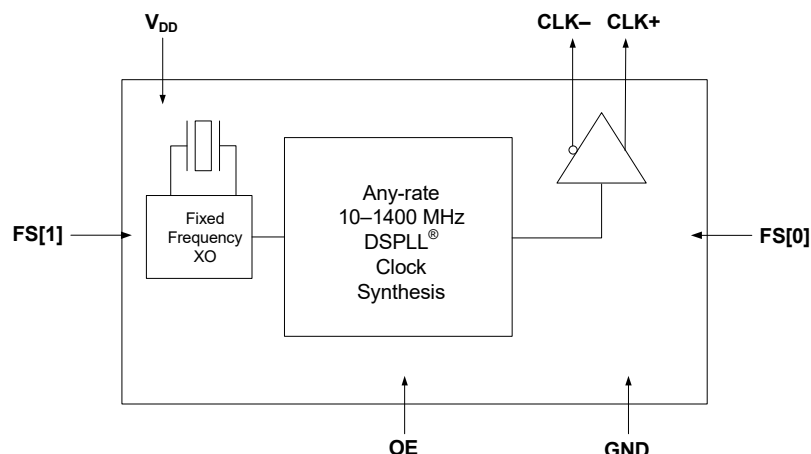 V_DD
CLK– CLK+
Any-rate
10–1400 MHz
DSPLL®
Clock
Synthesis
Fixed
Frequency
XO
FS[1]
FS[0]
OE
GND